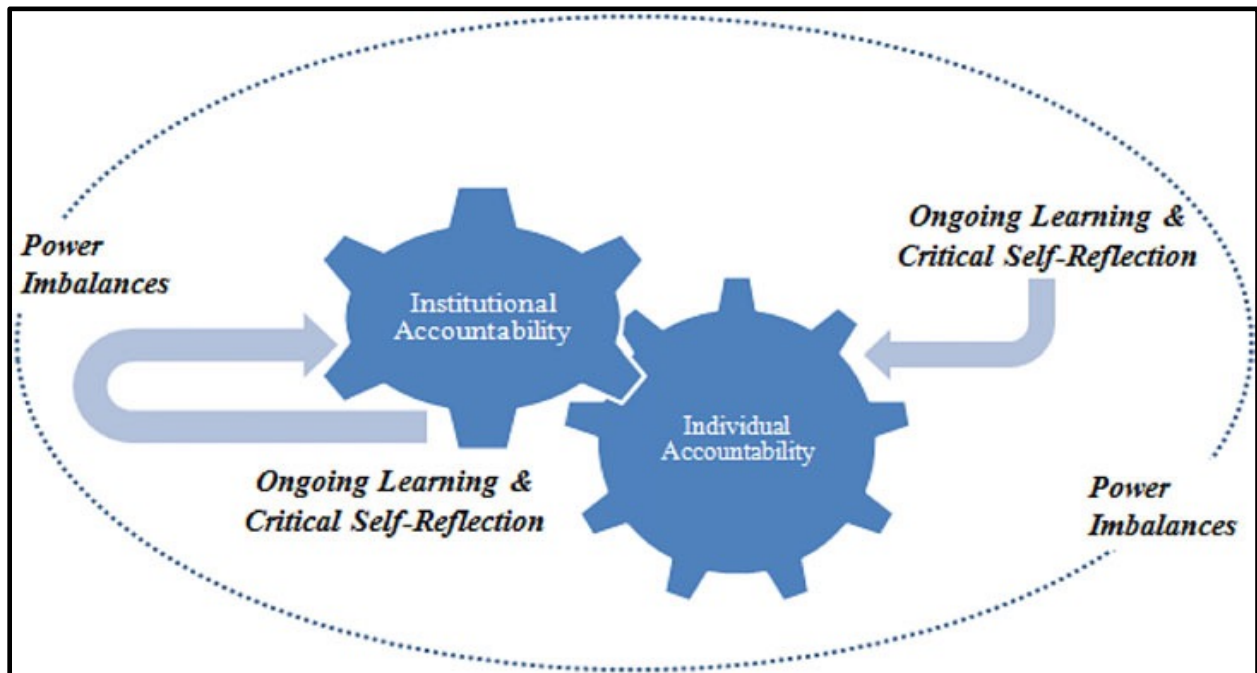 Power
Imbalances
Institutional
Accountability
Ongoing Learning &
Critical Self-Reflection
Ongoing Learning &
Critical Self-Reflection
Individual
Accountability
Power
Imbalances